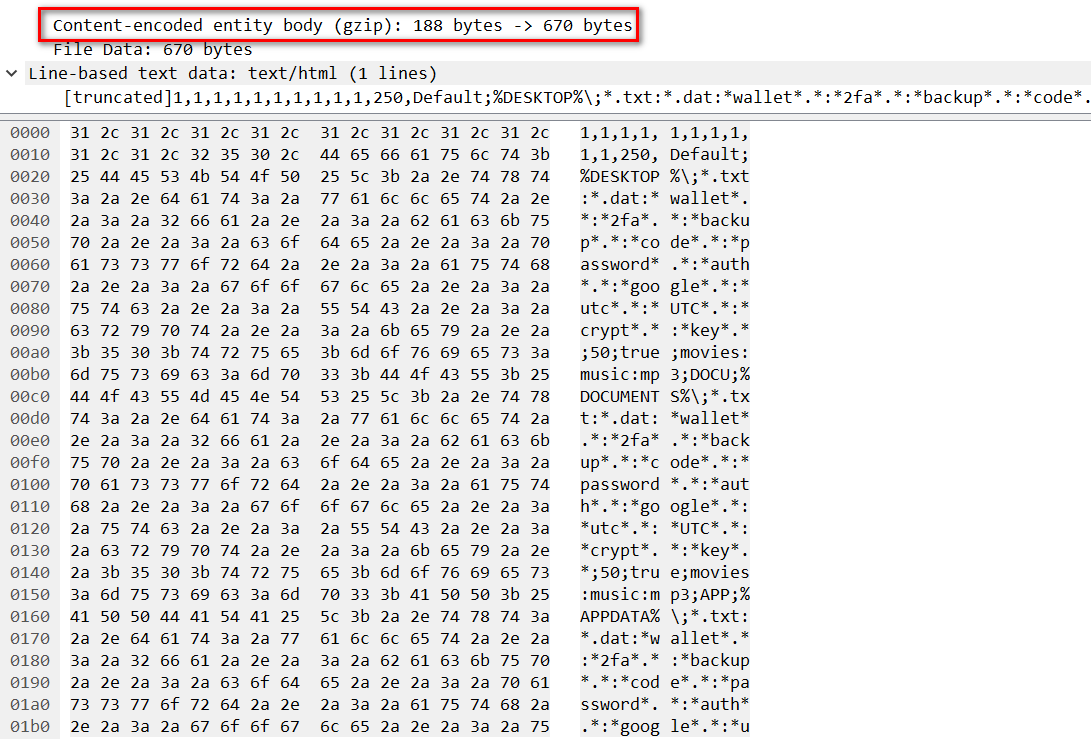 Content-encoded entity body (gzip): 188 bytes -> 670 bytes
File Data: 670 bytes
Line-based text data: text/html (1 lines)
[truncated]1,1,1,1,1,1,1,1,1,1,250,Default;%DESKTOP%\;*.txt:*.dat:*wallet*.*:*2fa*.*:*backup*.*:*code*.
0000 31 2c 31 2c 31 2c 31 2c 31 2c 31 2c 31 2c 31 2c 1,1,1,1, 1,1,1,1,
0010 31 2c 31 2c 32 35 30 2c 44 65 66 61 75 6c 74 3b 1,1,250, Default;
0020 25 44 45 53 4b 54 4f 50 25 5c 3b 2a 2e 74 78 74 %DESKTOP %\;*.txt
0030 3a 2a 2e 64 61 74 3a 2a 77 61 6c 6c 65 74 2a 2e :*.dat:* wallet*.
0040 2a 3a 2a 32 66 61 2a 2e 2a 3a 2a 62 61 63 6b 75 *:*2fa*. *:*backu
0050 70 2a 2e 2a 3a 2a 63 6f 64 65 2a 2e 2a 3a 2a 70 p*.*:*co de*.*:*p
0060 61 73 73 77 6f 72 64 2a 2e 2a 3a 2a 61 75 74 68 assword* .*:*auth
0070 2a 2e 2a 3a 2a 67 6f 6f 67 6c 65 2a 2e 2a 3a 2a *.*:*goo gle*.*:*
0080 75 74 63 2a 2e 2a 3a 2a 55 54 43 2a 2e 2a 3a 2a utc*.*:* UTC*.*:*
0090 63 72 79 70 74 2a 2e 2a 3a 2a 6b 65 79 2a 2e 2a crypt*.* :*key*.*
00a0 3b 35 30 3b 74 72 75 65 3b 6d 6f 76 69 65 73 3a ;50;true ;movies:
00b0 6d 75 73 69 63 3a 6d 70 33 3b 44 4f 43 55 3b 25 music:mp 3;DOCU;%
00c0 44 4f 43 55 4d 45 4e 54 53 25 5c 3b 2a 2e 74 78 DOCUMENT S%\;*.tx
00d0 74 3a 2a 2e 64 61 74 3a 2a 77 61 6c 6c 65 74 2a t:*.dat: *wallet*
00e0 2e 2a 3a 2a 32 66 61 2a 2e 2a 3a 2a 62 61 63 6b .*:*2fa* .*:*back
00f0 75 70 2a 2e 2a 3a 2a 63 6f 64 65 2a 2e 2a 3a 2a up*.*:*c ode*.*:*
0100 70 61 73 73 77 6f 72 64 2a 2e 2a 3a 2a 61 75 74 password *.*:*aut
0110 68 2a 2e 2a 3a 2a 67 6f 6f 67 6c 65 2a 2e 2a 3a h*.*:*go ogle*.*:
0120 2a 75 74 63 2a 2e 2a 3a 2a 55 54 43 2a 2e 2a 3a *utc*.*: *UTC*.*:
0130 2a 63 72 79 70 74 2a 2e 2a 3a 2a 6b 65 79 2a 2e *crypt*. *:*key*.
0140 2a 3b 35 30 3b 74 72 75 65 3b 6d 6f 76 69 65 73 *;50;tru e;movies
0150 3a 6d 75 73 69 63 3a 6d 70 33 3b 41 50 50 3b 25 :music:m p3;APP;%
0160 41 50 50 44 41 54 41 25 5c 3b 2a 2e 74 78 74 3a APPDATA% \;*.txt:
0170 2a 2e 64 61 74 3a 2a 77 61 6c 6c 65 74 2a 2e 2a *.dat:*w allet*.*
0180 3a 2a 32 66 61 2a 2e 2a 3a 2a 62 61 63 6b 75 70 :*2fa*.* :*backup
0190 2a 2e 2a 3a 2a 63 6f 64 65 2a 2e 2a 3a 2a 70 61 *.*:*cod e*.*:*pa
01a0 73 73 77 6f 72 64 2a 2e 2a 3a 2a 61 75 74 68 2a ssword*. *:*auth*
01b0 2e 2a 3a 2a 67 6f 6f 67 6c 65 2a 2e 2a 3a 2a 75 .*:*goog le*.*:*u